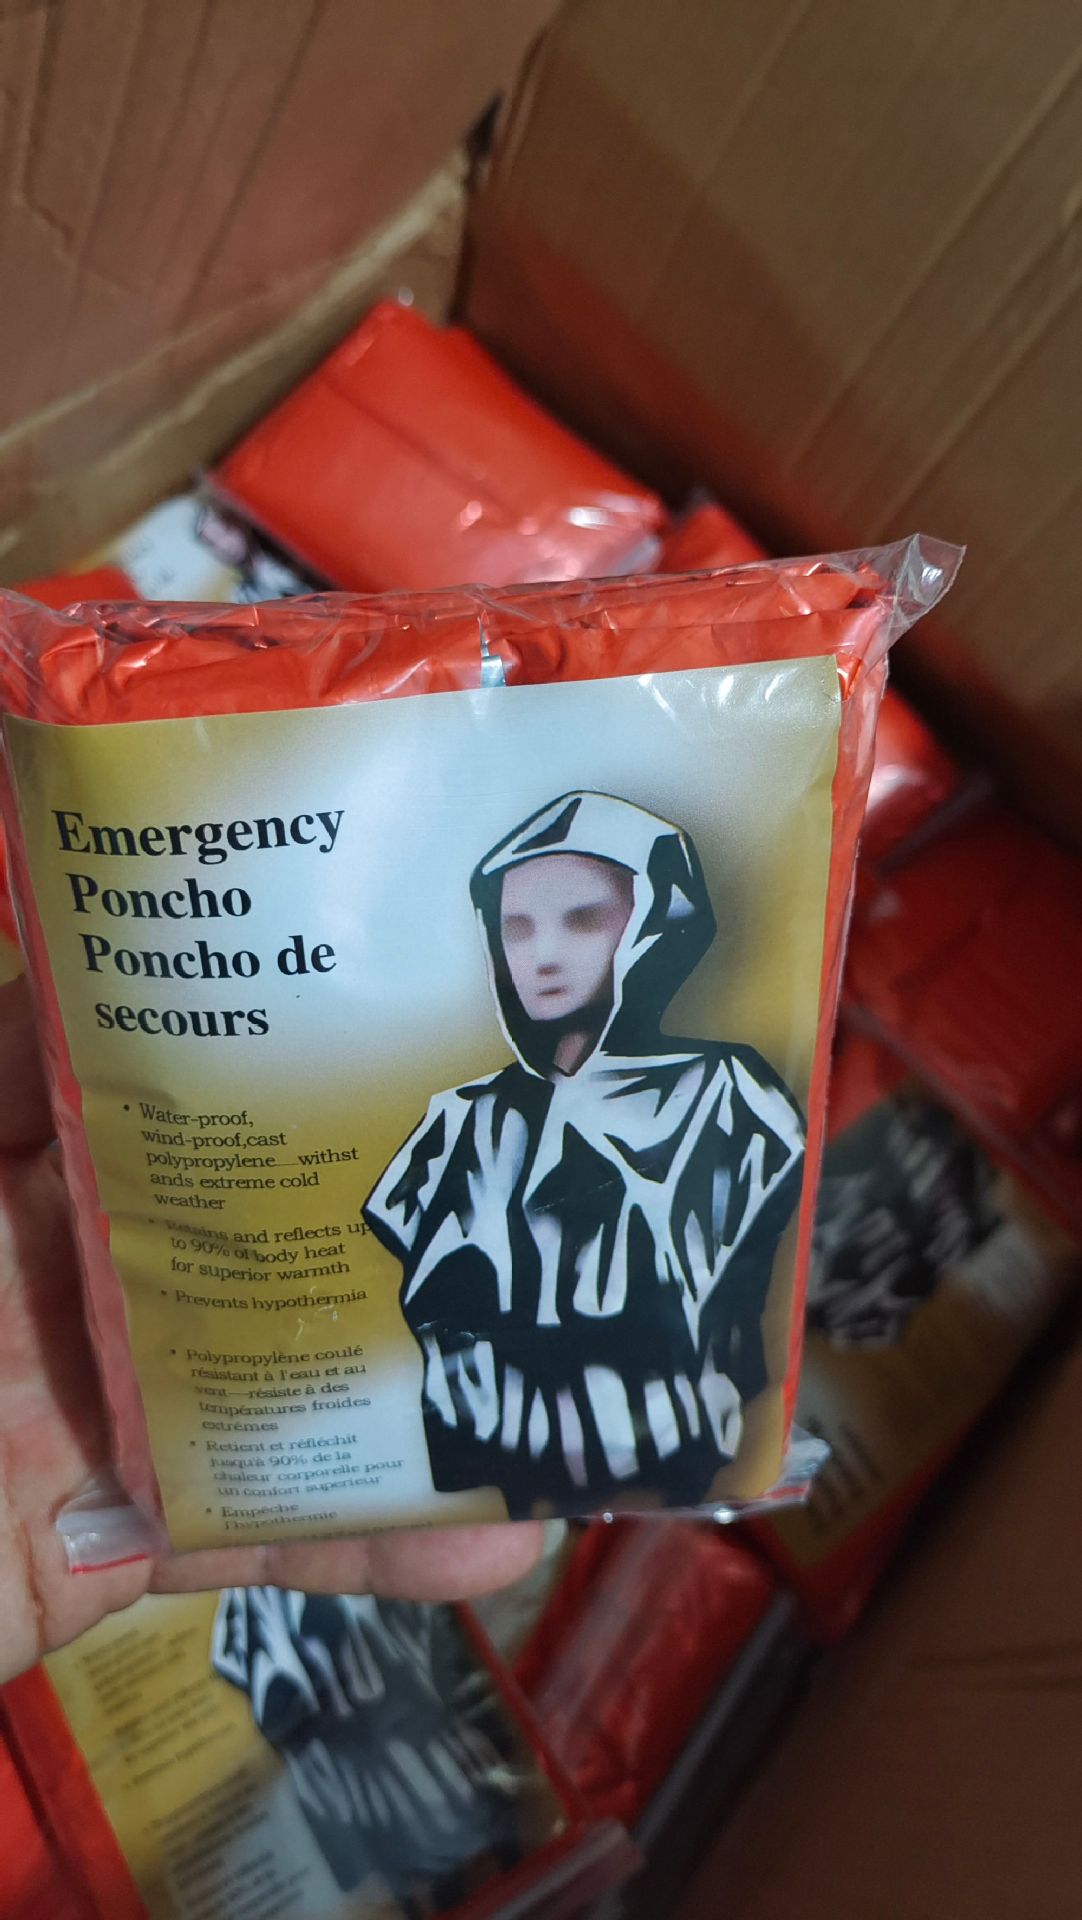 Emergency
Poncho
Poncho de
secours
• Water-proof,
wind-proof,cast
polypropylene—withst
ands extreme cold
weather
• Retains and reflects up
to 90% of body heat
for superior warmth
• Prevents hypothermia
• Polypropylène coulé
résistant à l'eau et au
vent—résiste à des
températures froides
extrêmes
• Retient et réfléchit
jusqu'à 90% de la
chaleur corporelle pour
un confort superieur
• Empêche
l'hypothermie